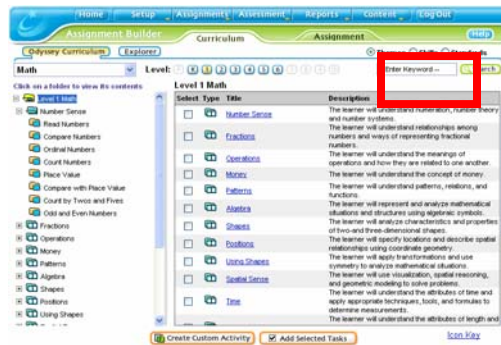 Home Setup Assignments Assessment Reports Content Log Out
Assignment Builder Curriculum Assignment Help
Odyssey Curriculum Explorer Themes Skills Standards
Math Level: K 1 2 3 4 5 6 Enter Keyword --
Click on a folder to view its contents Level 1 Math
Select Type Title Description
Level 1 Math
Number Sense
Read Numbers
Compare Numbers
Ordinal Numbers
Count Numbers
Place Value
Compare with Place Value
Count by Twos and Fives
Odd and Even Numbers
Fractions
Operations
Money
Patterns
Algebra
Shapes
Positions
Using Shapes
Number Sense The learner will understand numeration, number theory
and number systems.
Fractions The learner will understand relationships among
numbers and ways of representing fractional
numbers.
Operations The learner will understand the meanings of
operations and how they are related to one another.
Money The learner will understand the concept of money.
Patterns The learner will understand patterns, relations, and
functions.
Algebra The learner will represent and analyze mathematical
situations and structures using algebraic symbols.
Shapes The learner will analyze characteristics and properties
of two-and three-dimensional shapes.
Positions The learner will specify locations and describe spatial
relationships using coordinate geometry.
Using Shapes The learner will apply transformations and use
symmetry to analyze mathematical situations.
Spatial Sense The learner will use visualization, spatial reasoning,
and geometric modeling to solve problems.
Time The learner will understand the attributes of time and
apply appropriate techniques, tools, and formulas to
determine measurements.
The learner will understand the attributes of length and
Create Custom Activity Add Selected Tasks Icon Key